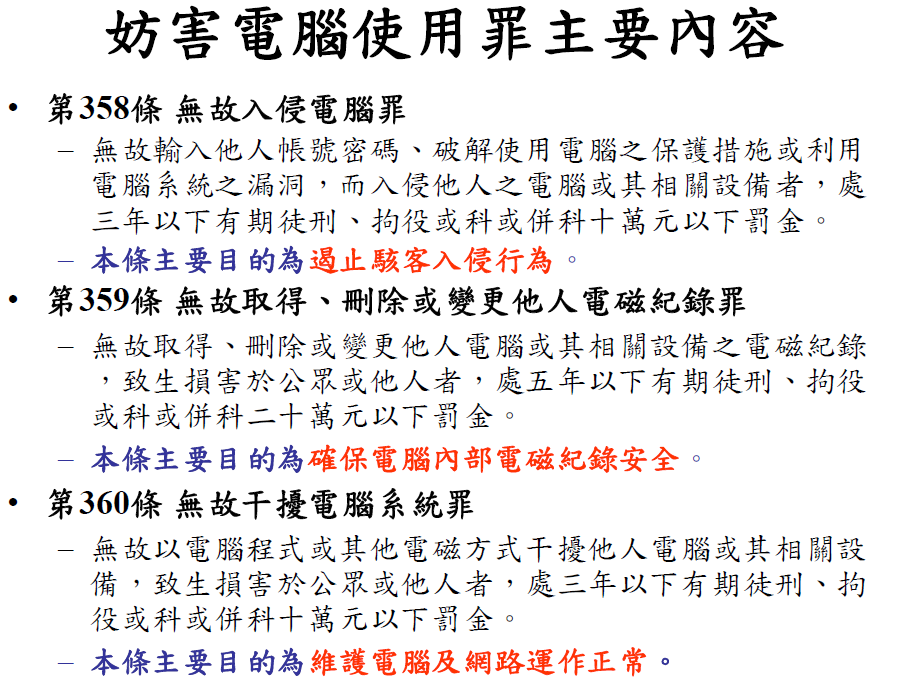 妨害電腦使用罪主要內容
• 第358條 無故入侵電腦罪
– 無故輸入他人帳號密碼、破解使用電腦之保護措施或利用
電腦系統之漏洞，而入侵他人之電腦或其相關設備者，處
三年以下有期徒刑、拘役或科或併科十萬元以下罰金。
– 本條主要目的為遏止駭客入侵行為。
• 第359條 無故取得、刪除或變更他人電磁紀錄罪
– 無故取得、刪除或變更他人電腦或其相關設備之電磁紀錄
，致生損害於公眾或他人者，處五年以下有期徒刑、拘役
或科或併科二十萬元以下罰金。
– 本條主要目的為確保電腦內部電磁紀錄安全。
• 第360條 無故干擾電腦系統罪
– 無故以電腦程式或其他電磁方式干擾他人電腦或其相關設
備，致生損害於公眾或他人者，處三年以下有期徒刑、拘
役或科或併科十萬元以下罰金。
– 本條主要目的為維護電腦及網路運作正常。